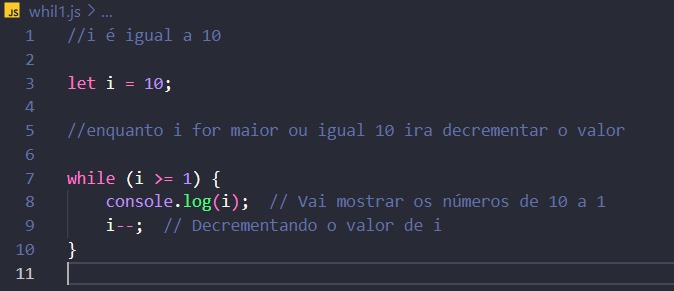 JS whil1.js > ...
1 //i é igual a 10
2
3 let i = 10;
4
5 //enquanto i for maior ou igual 10 ira decrementar o valor
6
7 while (i >= 1) {
8 console.log(i); // Vai mostrar os números de 10 a 1
9 i--; // Decrementando o valor de i
10 }
11